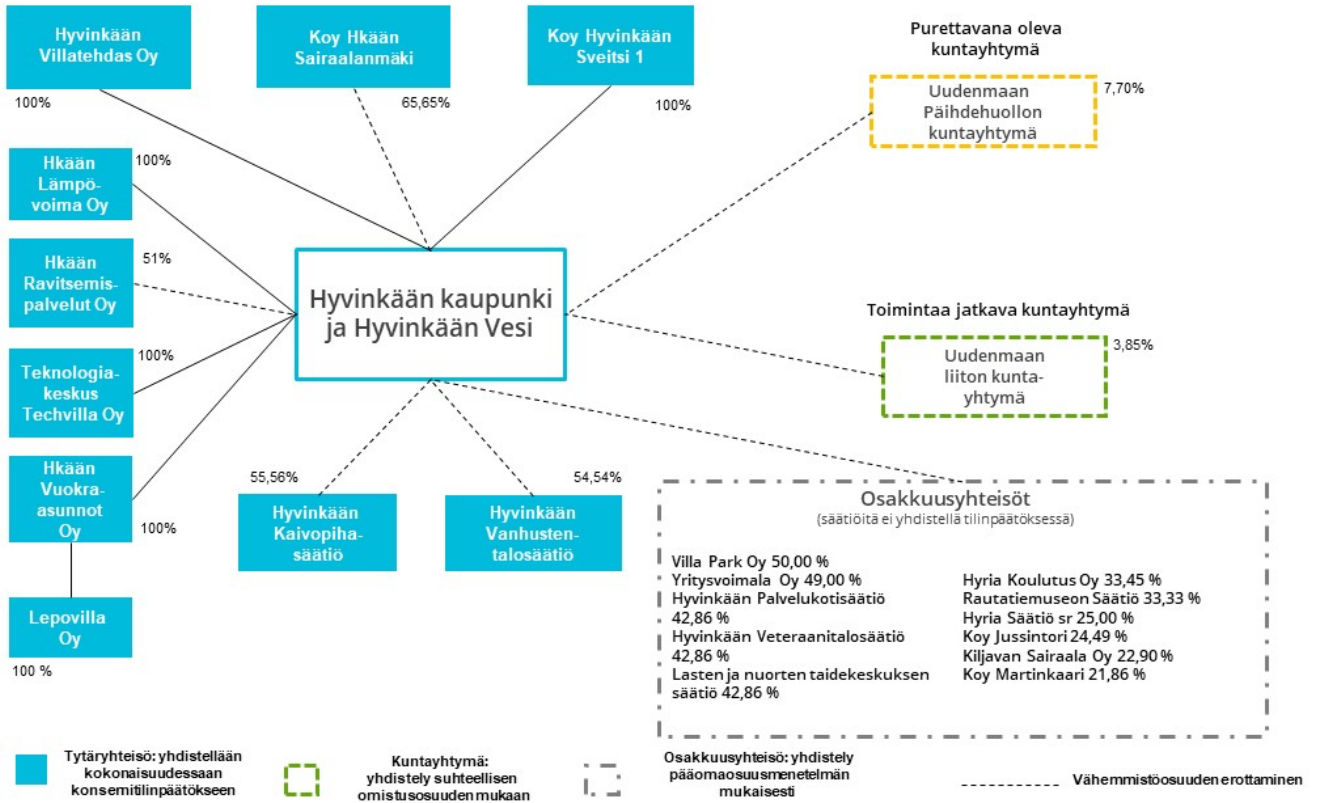 Hyvinkään
Villatehdas Oy
100%
Koy Hkään
Sairaalanmäki
65,65%
Koy Hyvinkään
Sveitsi 1
100%
Purettavana oleva
kuntayhtymä
Uudenmaan
Päihdehuollon
kuntayhtymä
7,70%
Hkään
Lämpö-
voima Oy
100%
Hkään
Ravitsemis-
palvelut Oy
51%
Teknologia-
keskus
Techvilla Oy
100%
Hkään
Vuokra-
asunnot
Oy
100%
Lepovilla
Oy
100 %
Hyvinkään kaupunki
ja Hyvinkään Vesi
Toimintaa jatkava kuntayhtymä
Uudenmaan
liiton kunta-
yhtymä
3,85%
55,56%
Hyvinkään
Kaivopiha-
säätiö
54,54%
Hyvinkään
Vanhusten-
talosäätiö
Osakkuusyhteisöt
(säätiöitä ei yhdistellä tilinpäätöksessä)
Villa Park Oy 50,00 %
Yritysvoimala Oy 49,00 %
Hyvinkään Palvelukotisäätiö
42,86 %
Hyvinkään Veteraanitalosäätiö
42,86 %
Lasten ja nuorten taidekeskuksen
säätiö 42,86 %
Hyria Koulutus Oy 33,45 %
Rautatiemuseon Säätiö 33,33 %
Hyria Säätiö sr 25,00 %
Koy Jussintori 24,49 %
Kiljavan Sairaala Oy 22,90 %
Koy Martinkaari 21,86 %
Tytäryhteisö: yhdistellään
kokonaisuudessaan
konsernitilinpäätökseen
Kuntayhtymä:
yhdistely suhteellisen
omistusosuuden mukaan
Osakkuusyhteisö: yhdistely
pääomaosuusmenetelmän
mukaisesti
Vähemmistöosuuden erottaminen